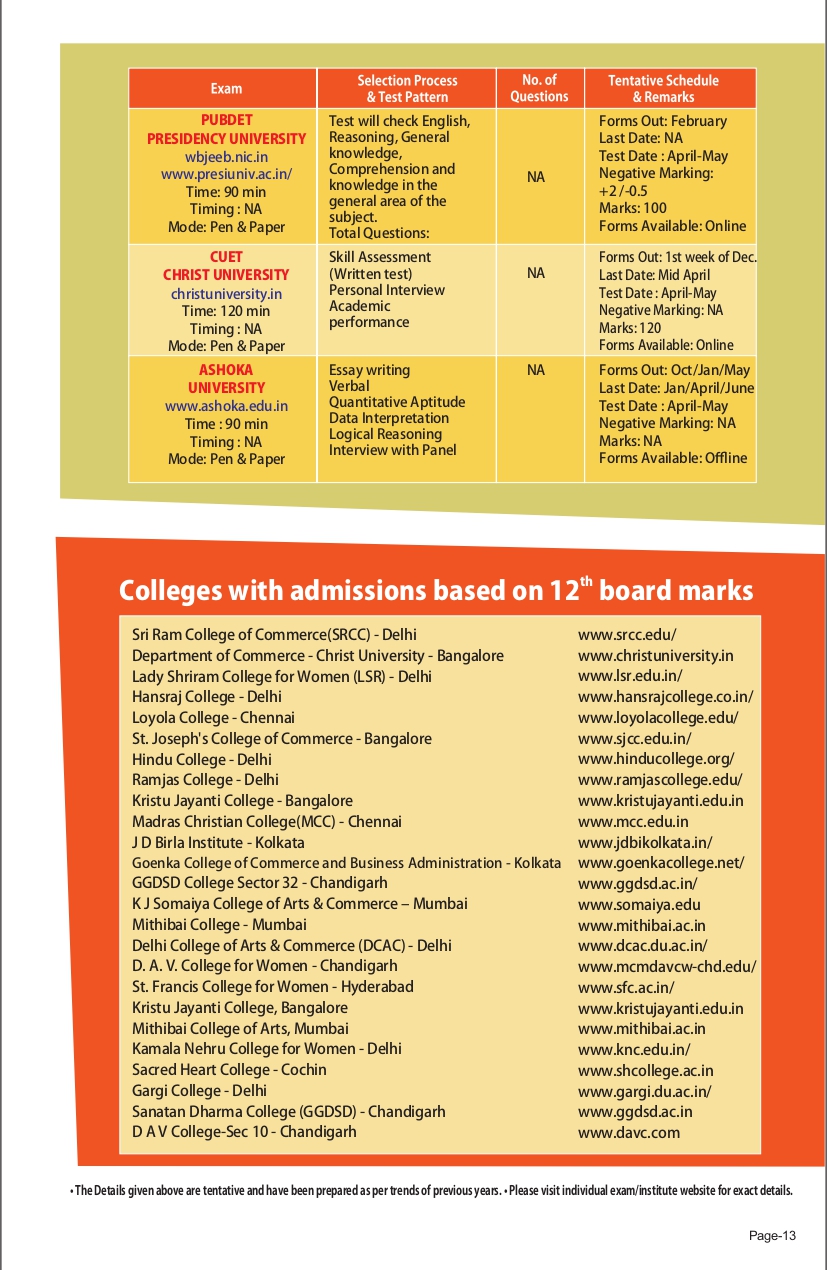 Exam
Selection Process
& Test Pattern
No. of
Questions
Tentative Schedule
& Remarks
PUBDET
PRESIDENCY UNIVERSITY
wbjeeb.nic.in
www.presiuniv.ac.in/
Time: 90 min
Timing : NA
Mode: Pen & Paper
Test will check English,
Reasoning, General
knowledge,
Comprehension and
knowledge in the
general area of the
subject.
Total Questions:
NA
Forms Out: February
Last Date: NA
Test Date : April-May
Negative Marking:
+2 /-0.5
Marks: 100
Forms Available: Online
CUET
CHRIST UNIVERSITY
christuniversity.in
Time: 120 min
Timing : NA
Mode: Pen & Paper
Skill Assessment
(Written test)
Personal Interview
Academic
performance
NA
Forms Out: 1st week of Dec.
Last Date: Mid April
Test Date : April-May
Negative Marking: NA
Marks: 120
Forms Available: Online
ASHOKA
UNIVERSITY
www.ashoka.edu.in
Time : 90 min
Timing : NA
Mode: Pen & Paper
Essay writing
Verbal
Quantitative Aptitude
Data Interpretation
Logical Reasoning
Interview with Panel
NA
Forms Out: Oct/Jan/May
Last Date: Jan/April/June
Test Date : April-May
Negative Marking: NA
Marks: NA
Forms Available: Offline
Colleges with admissions based on 12th board marks
Sri Ram College of Commerce(SRCC) - Delhi www.srcc.edu/
Department of Commerce - Christ University - Bangalore www.christuniversity.in
Lady Shriram College for Women (LSR) - Delhi www.lsr.edu.in/
Hansraj College - Delhi www.hansrajcollege.co.in/
Loyola College - Chennai www.loyolacollege.edu/
St. Joseph's College of Commerce - Bangalore www.sjcc.edu.in/
Hindu College - Delhi www.hinducollege.org/
Ramjas College - Delhi www.ramjascollege.edu/
Kristu Jayanti College - Bangalore www.kristujayanti.edu.in
Madras Christian College(MCC) - Chennai www.mcc.edu.in
J D Birla Institute - Kolkata www.jdbikolkata.in/
Goenka College of Commerce and Business Administration - Kolkata www.goenkacollege.net/
GGDSD College Sector 32 - Chandigarh www.ggdsd.ac.in/
K J Somaiya College of Arts & Commerce – Mumbai www.somaiya.edu
Mithibai College - Mumbai www.mithibai.ac.in
Delhi College of Arts & Commerce (DCAC) - Delhi www.dcac.du.ac.in/
D. A. V. College for Women - Chandigarh www.mcmdavcw-chd.edu/
St. Francis College for Women - Hyderabad www.sfc.ac.in/
Kristu Jayanti College, Bangalore www.kristujayanti.edu.in
Mithibai College of Arts, Mumbai www.mithibai.ac.in
Kamala Nehru College for Women - Delhi www.knc.edu.in/
Sacred Heart College - Cochin www.shcollege.ac.in
Gargi College - Delhi www.gargi.du.ac.in/
Sanatan Dharma College (GGDSD) - Chandigarh www.ggdsd.ac.in
D A V College-Sec 10 - Chandigarh www.davc.com
• The Details given above are tentative and have been prepared as per trends of previous years. • Please visit individual exam/institute website for exact details.
Page-13